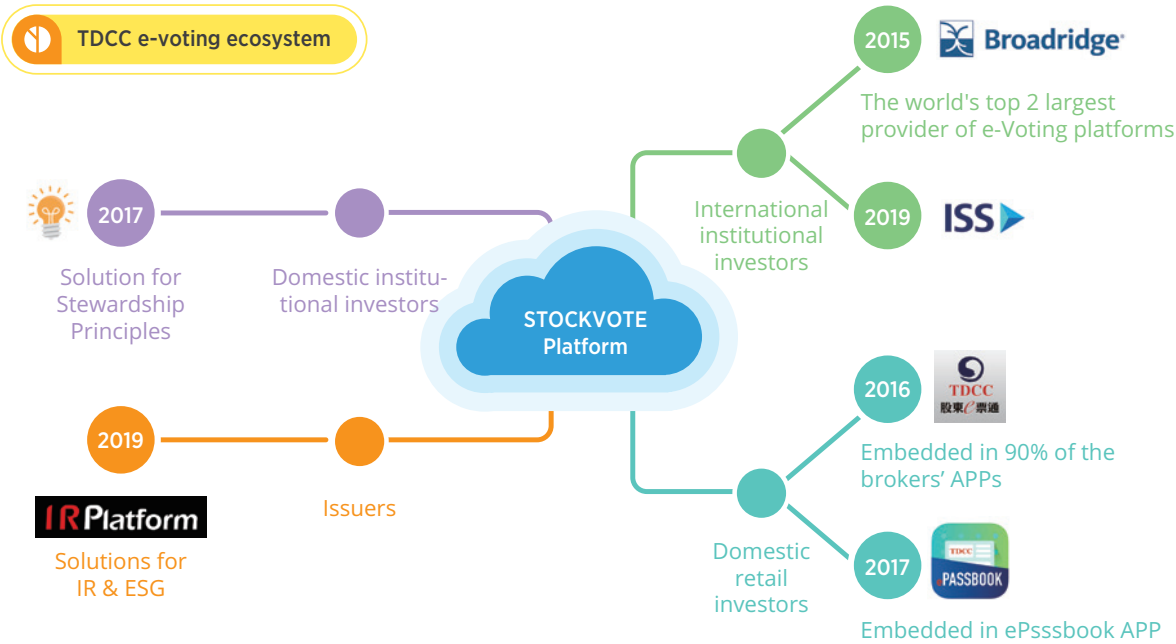 TDCC e-voting ecosystem
2015
Broadridge
The world's top 2 largest
provider of e-Voting platforms
International
institutional
investors
2019
ISS
2017
Solution for
Stewardship
Principles
Domestic institu-
tional investors
STOCKVOTE
Platform
2019
IRPlatform
Solutions for
IR & ESG
Issuers
2016
TDCC
股東e票通
Embedded in 90% of the
brokers' APPs
Domestic
retail
investors
2017
TDCC
ePASSBOOK
Embedded in ePsssbook APP